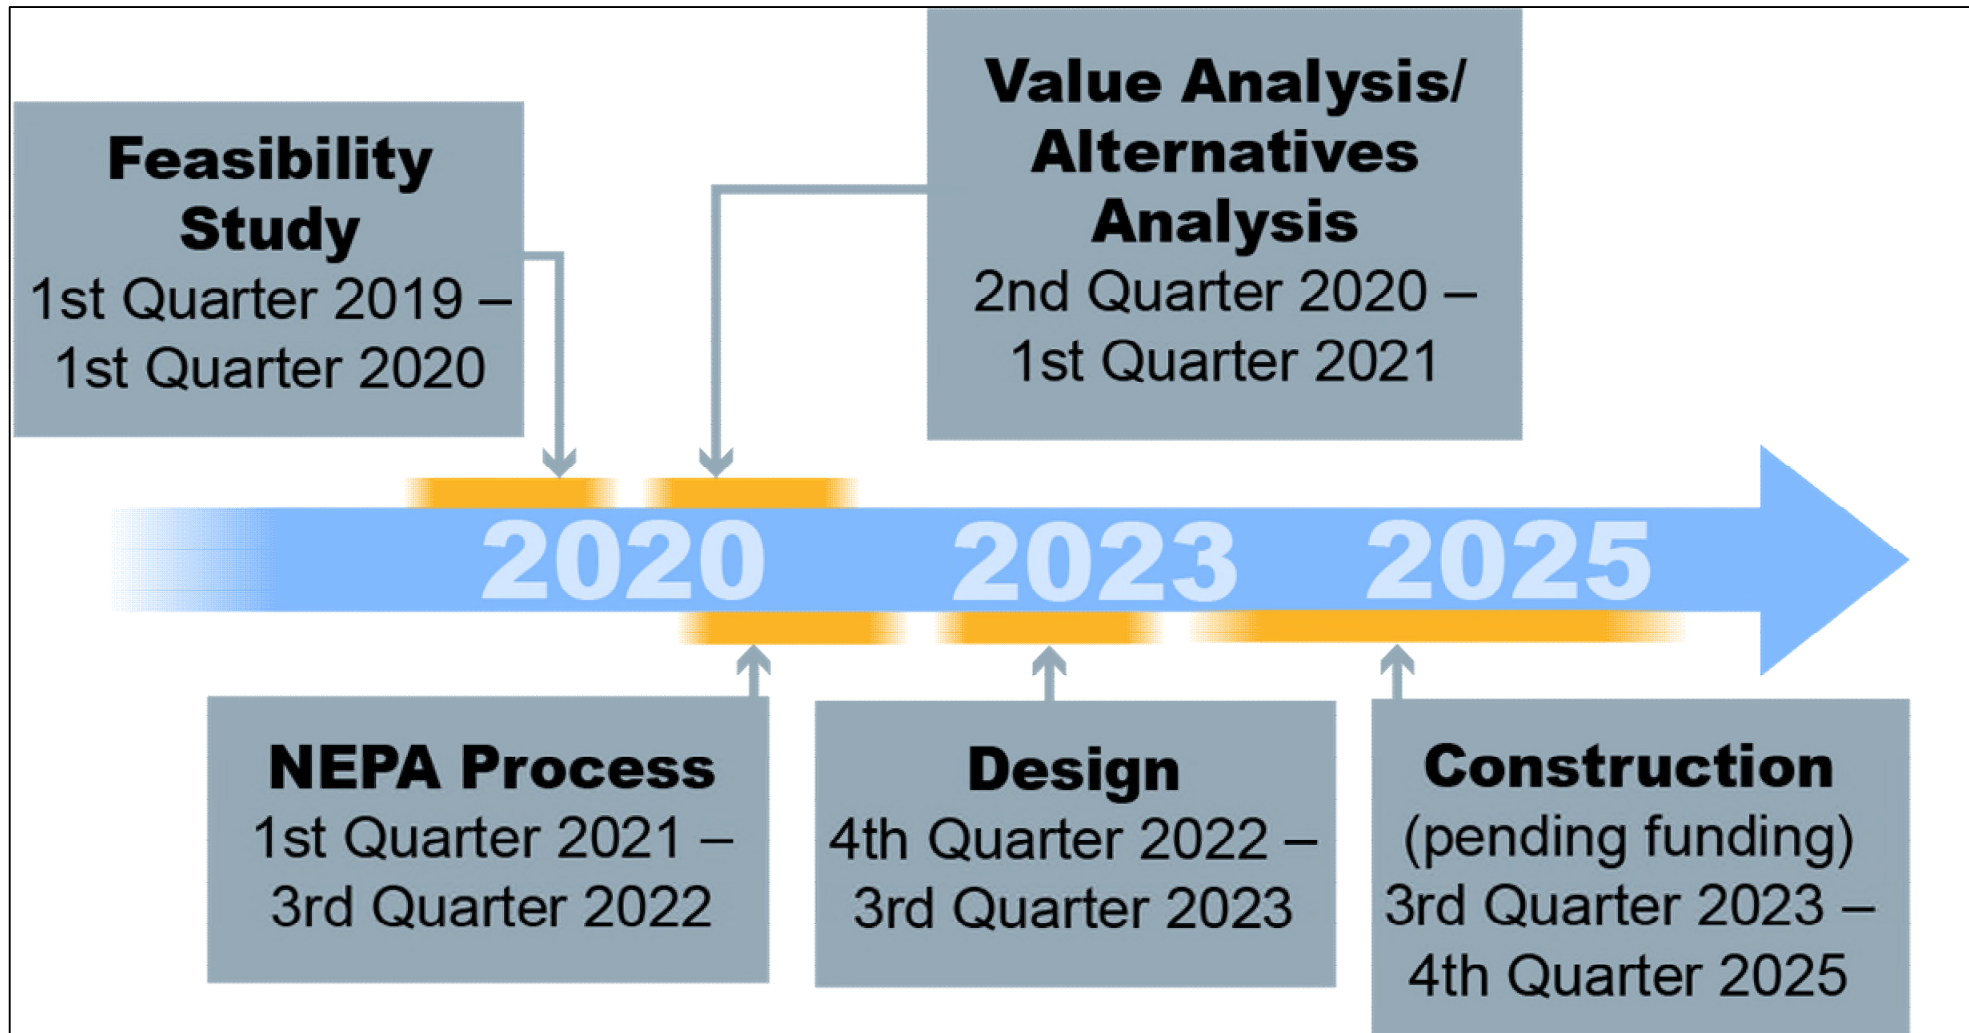 Feasibility
Study
1st Quarter 2019 –
1st Quarter 2020
Value Analysis/
Alternatives
Analysis
2nd Quarter 2020 –
1st Quarter 2021
2020
2023
2025
NEPA Process
1st Quarter 2021 –
3rd Quarter 2022
Design
4th Quarter 2022 –
3rd Quarter 2023
Construction
(pending funding)
3rd Quarter 2023 –
4th Quarter 2025